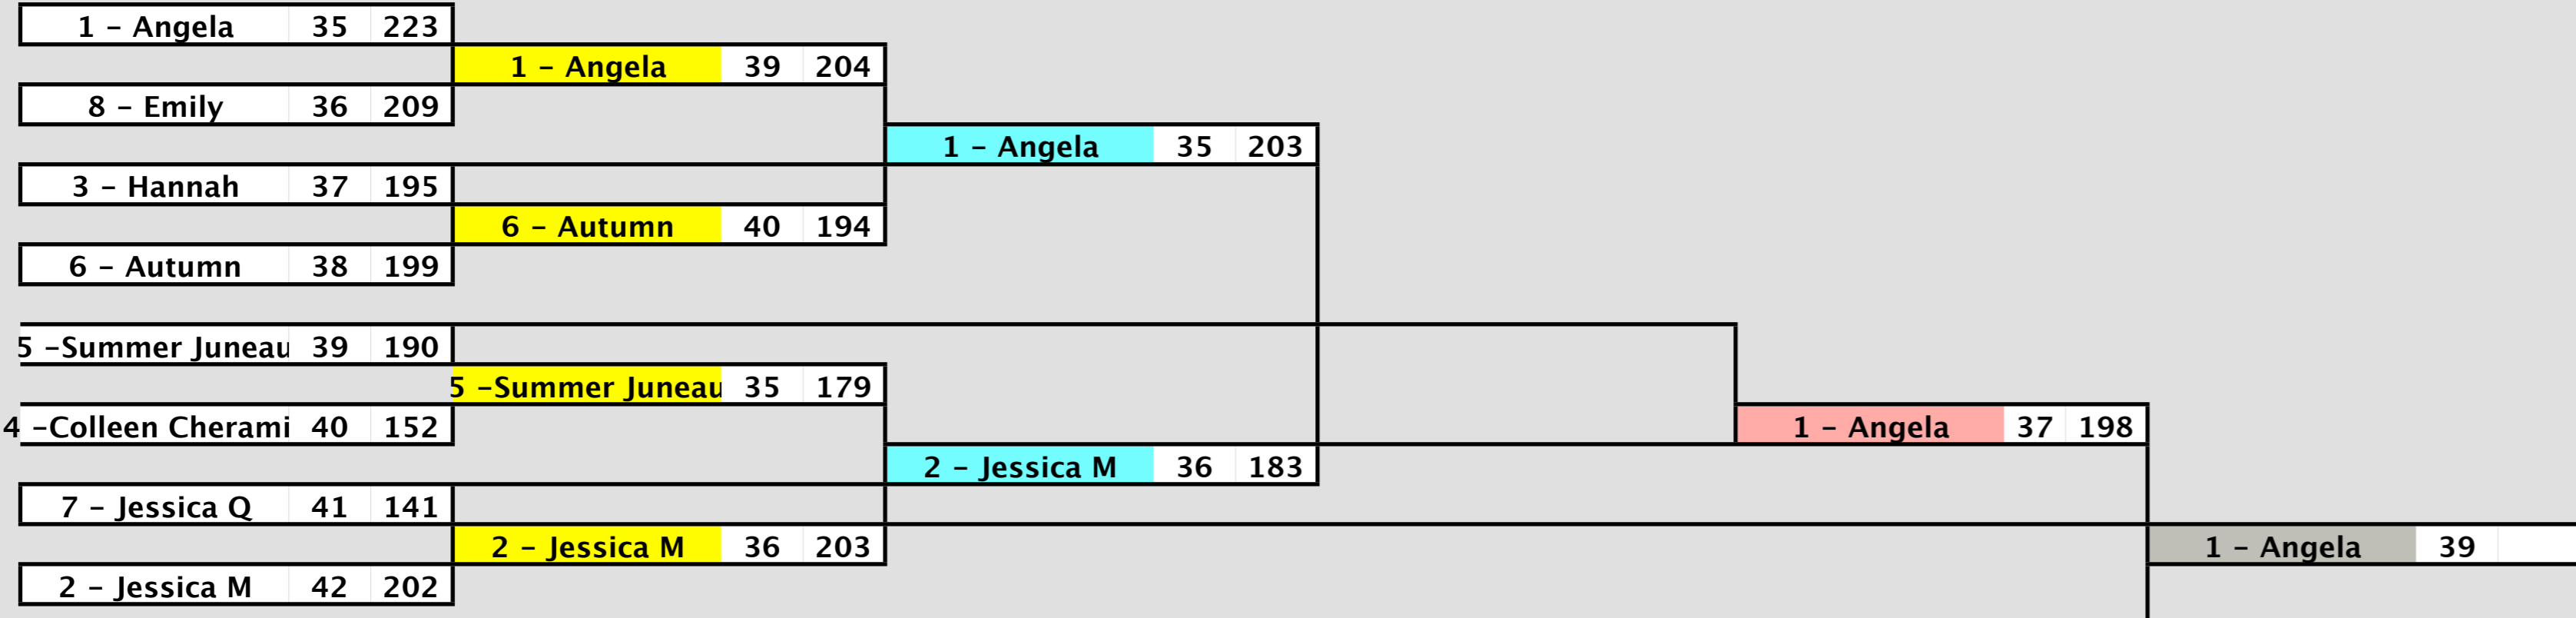 1 – Angela 35 223
1 – Angela 39 204
8 – Emily 36 209
1 – Angela 35 203
3 – Hannah 37 195
6 – Autumn 40 194
6 – Autumn 38 199
5 –Summer Juneau 39 190
5 –Summer Juneau 35 179
4 –Colleen Cherami 40 152
1 – Angela 37 198
2 – Jessica M 36 183
7 – Jessica Q 41 141
2 – Jessica M 36 203
1 – Angela 39
2 – Jessica M 42 202